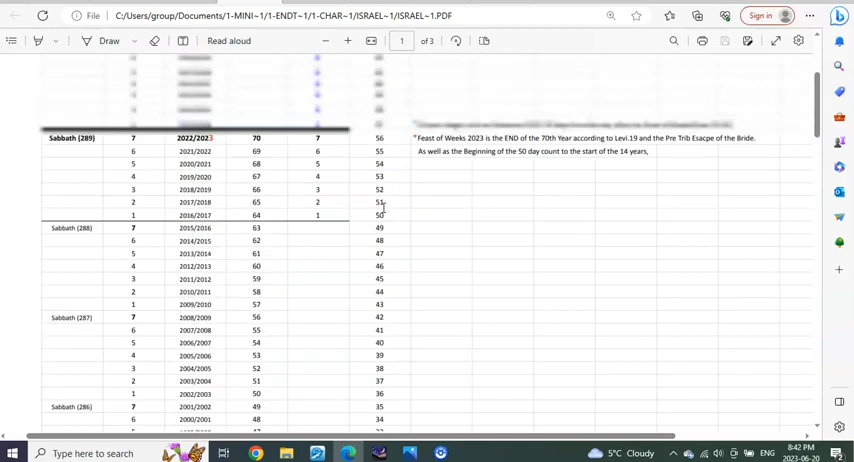 File C:/Users/group/Documents/1-MINI~1/1-ENDT~1/1-CHAR~1/ISRAEL~1/ISRAEL~1.PDF Sign in
Draw Read aloud 1 of 3
Sabbath (289) 7 2022/2023 70 7 56 *Feast of Weeks 2023 is the END of the 70th Year according to Levi.19 and the Pre Trib Esacpe of the Bride.
6 2021/2022 69 6 55 As well as the Beginning of the 50 day count to the start of the 14 years,
5 2020/2021 68 5 54
4 2019/2020 67 4 53
3 2018/2019 66 3 52
2 2017/2018 65 2 51
1 2016/2017 64 1 50
Sabbath (288) 7 2015/2016 63 49
6 2014/2015 62 48
5 2013/2014 61 47
4 2012/2013 60 46
3 2011/2012 59 45
2 2010/2011 58 44
1 2009/2010 57 43
Sabbath (287) 7 2008/2009 56 42
6 2007/2008 55 41
5 2006/2007 54 40
4 2005/2006 53 39
3 2004/2005 52 38
2 2003/2004 51 37
1 2002/2003 50 36
Sabbath (286) 7 2001/2002 49 35
6 2000/2001 48 34
Type here to search 5°C Cloudy ENG 8:42 PM
2023-06-20